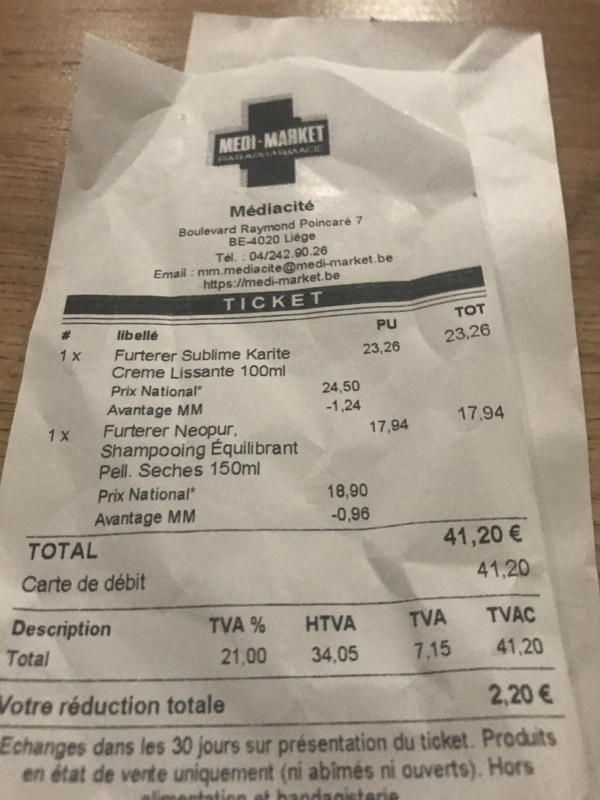 MEDI-MARKET
PARAPHARMACIE
Médiacité
Boulevard Raymond Poincaré 7
BE-4020 Liège
Tél. : 04/242.90.26
Email : mm.mediacite@medi-market.be
https://medi-market.be
TICKET
# libellé PU TOT
1 x Furterer Sublime Karite 23,26 23,26
Creme Lissante 100ml
Prix National* 24,50
Avantage MM -1,24
1 x Furterer Neopur, 17,94 17,94
Shampooing Équilibrant
Pell. Seches 150ml
Prix National* 18,90
Avantage MM -0,96
TOTAL 41,20 €
Carte de débit 41,20
Description TVA % HTVA TVA TVAC
Total 21,00 34,05 7,15 41,20
Votre réduction totale 2,20 €
Echanges dans les 30 jours sur présentation du ticket. Produits
en état de vente uniquement (ni abîmés ni ouverts). Hors
alimentation et bandagisterie